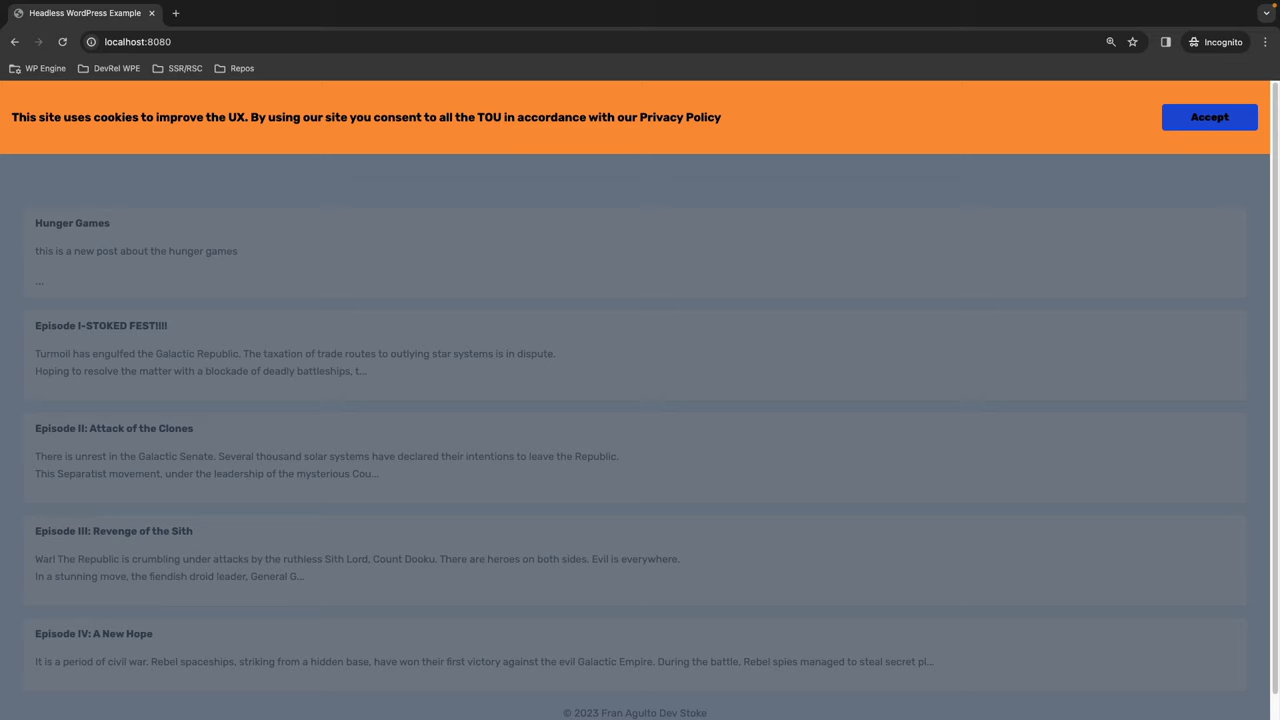 Headless WordPress Example
localhost:8080
Incognito
WP Engine
DevRel WPE
SSR/RSC
Repos
This site uses cookies to improve the UX. By using our site you consent to all the TOU in accordance with our Privacy Policy
Accept
Hunger Games
this is a new post about the hunger games
...
Episode I-STOKED FEST!!!!
Turmoil has engulfed the Galactic Republic. The taxation of trade routes to outlying star systems is in dispute.
Hoping to resolve the matter with a blockade of deadly battleships, t...
Episode II: Attack of the Clones
There is unrest in the Galactic Senate. Several thousand solar systems have declared their intentions to leave the Republic.
This Separatist movement, under the leadership of the mysterious Cou...
Episode III: Revenge of the Sith
War! The Republic is crumbling under attacks by the ruthless Sith Lord, Count Dooku. There are heroes on both sides. Evil is everywhere.
In a stunning move, the fiendish droid leader, General G...
Episode IV: A New Hope
It is a period of civil war. Rebel spaceships, striking from a hidden base, have won their first victory against the evil Galactic Empire. During the battle, Rebel spies managed to steal secret pl...
© 2023 Fran Agulto Dev Stoke